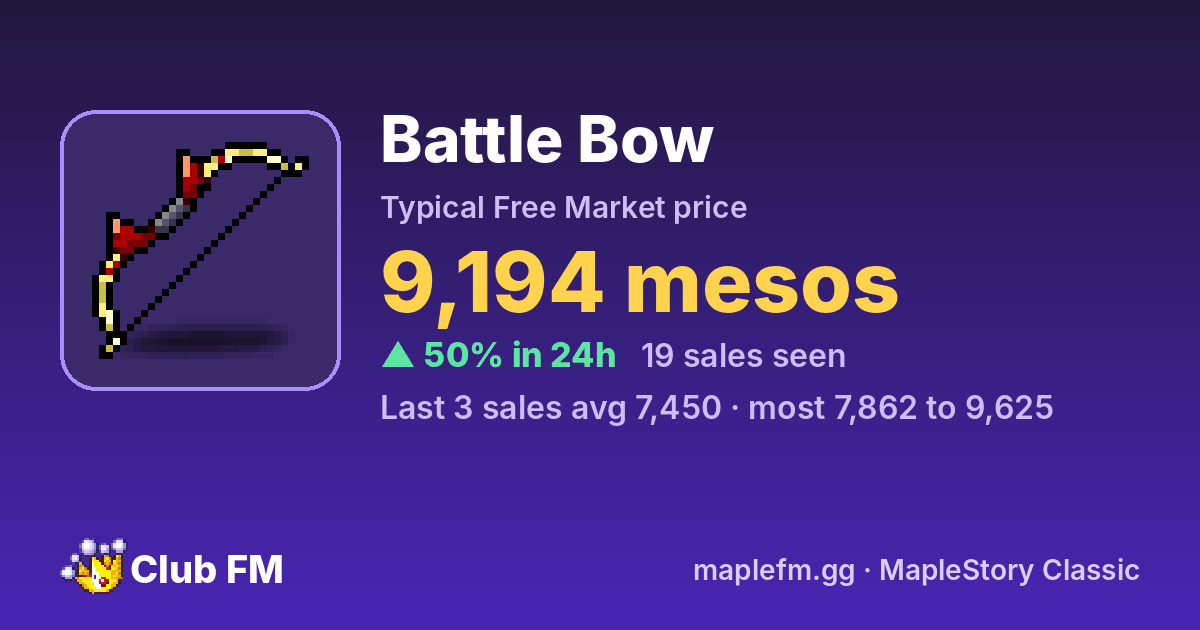 Battle Bow
Typical Free Market price
9,194 mesos
▲ 50% in 24h 19 sales seen
Last 3 sales avg 7,450 · most 7,862 to 9,625
Club FM
maplefm.gg · MapleStory Classic